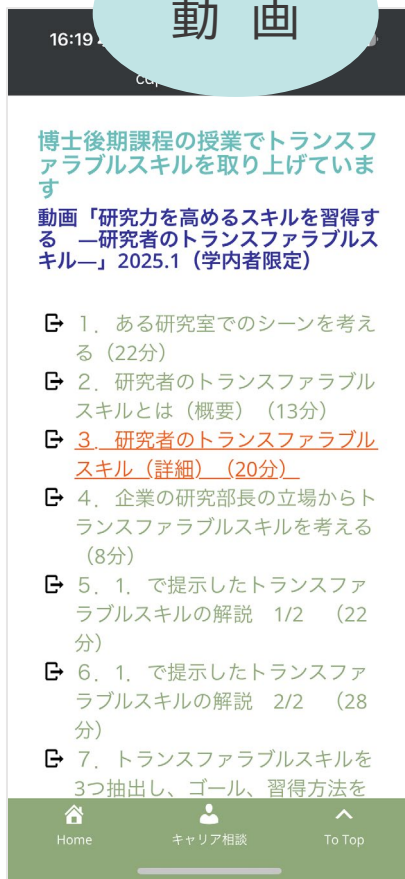 動 画
16:19
博士後期課程の授業でトランスフ
ァラブルスキルを取り上げていま
す
動画「研究力を高めるスキルを習得す
る　―研究者のトランスファラブルス
キル―」2025.1（学内者限定）
１．ある研究室でのシーンを考え
る（22分）
２．研究者のトランスファラブル
スキルとは（概要）（13分）
３．研究者のトランスファラブル
スキル（詳細）（20分）
４．企業の研究部長の立場からト
ランスファラブルスキルを考える
（8分）
５．１．で提示したトランスファ
ラブルスキルの解説　1/2　（22
分）
６．１．で提示したトランスファ
ラブルスキルの解説　2/2　（28
分）
７．トランスファラブルスキルを
3つ抽出し、ゴール、習得方法を
Home キャリア相談 To Top